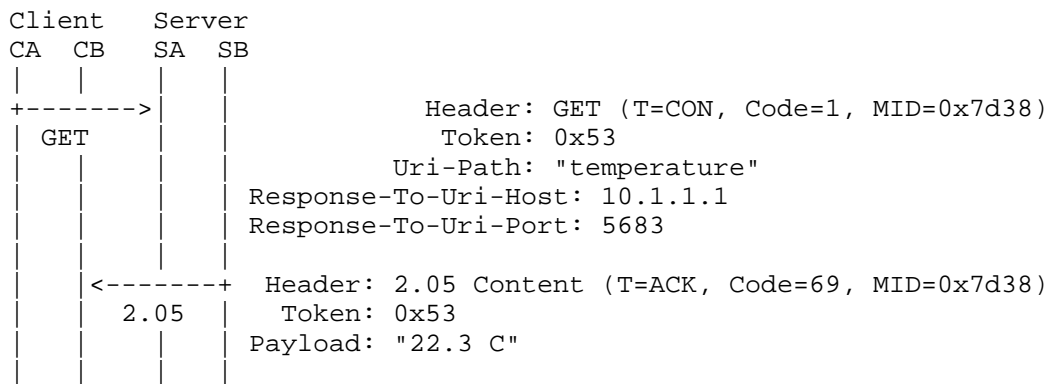 Client   Server
CA  CB   SA  SB
|   |    |   |
+------->|   |            Header: GET (T=CON, Code=1, MID=0x7d38)
| GET    |   |             Token: 0x53
|   |    |   |          Uri-Path: "temperature"
|   |    |   | Response-To-Uri-Host: 10.1.1.1
|   |    |   | Response-To-Uri-Port: 5683
|   |    |   |
|   |<-------+  Header: 2.05 Content (T=ACK, Code=69, MID=0x7d38)
|   | 2.05   |   Token: 0x53
|   |    |   | Payload: "22.3 C"
|   |    |   |